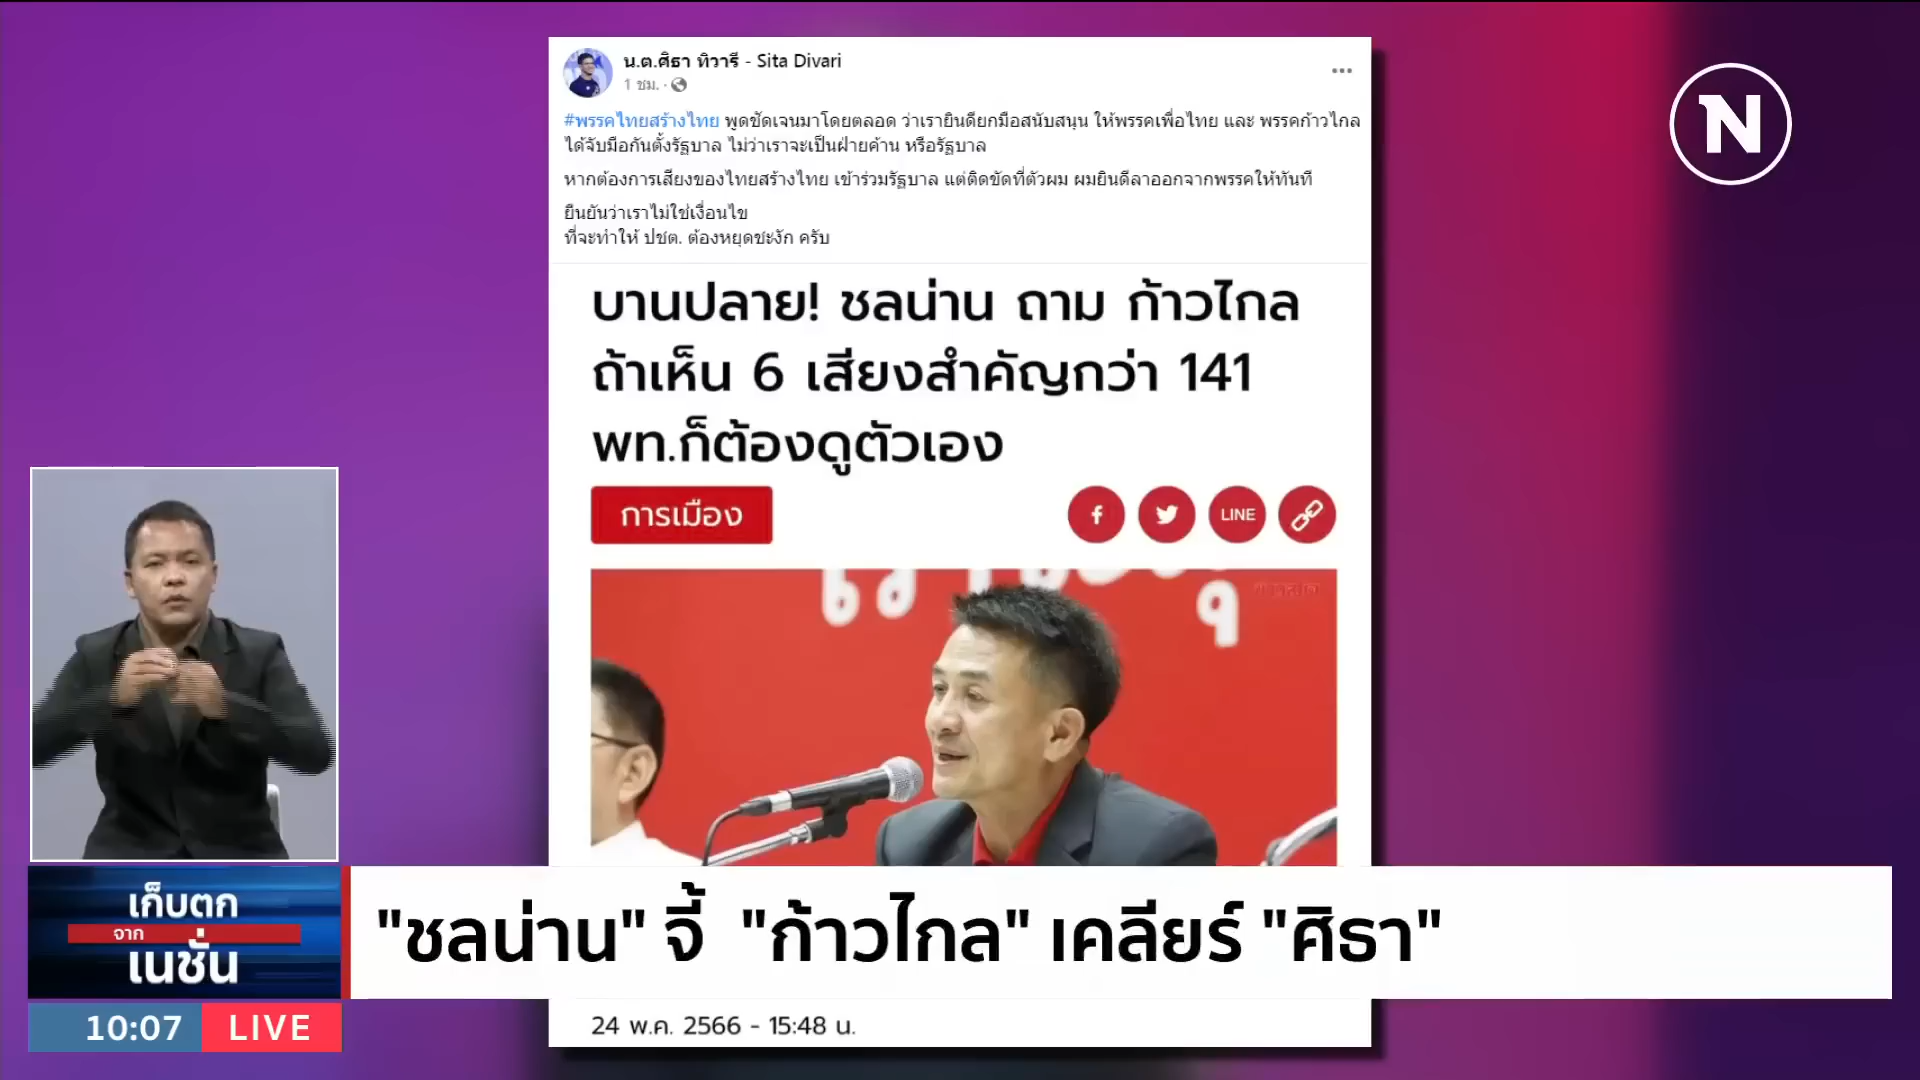 น.ต.ศิธา ทิวารี - Sita Divari
1 ชม.
#พรรคไทยสร้างไทย พูดชัดเจนมาโดยตลอด ว่าเรายินดียกมือสนับสนุน ให้พรรคเพื่อไทย และ พรรคก้าวไกล
ได้จับมือกันตั้งรัฐบาล ไม่ว่าเราจะเป็นฝ่ายค้าน หรือรัฐบาล
หากต้องการเสียงของไทยสร้างไทย เข้าร่วมรัฐบาล แต่ติดขัดที่ตัวผม ผมยินดีลาออกจากพรรคให้ทันที
ยืนยันว่าเราไม่ใช่เงื่อนไข
ที่จะทำให้ ปชต. ต้องหยุดชะงัก ครับ
บานปลาย! ชลน่าน ถาม ก้าวไกล
ถ้าเห็น 6 เสียงสำคัญกว่า 141
พท.ก็ต้องดูตัวเอง
การเมือง
LINE
N
เก็บตก
จาก
เนชั่น
"ชลน่าน" จี้ "ก้าวไกล" เคลียร์ "ศิธา"
10:07 LIVE
24 พ.ค. 2566 - 15:48 น.